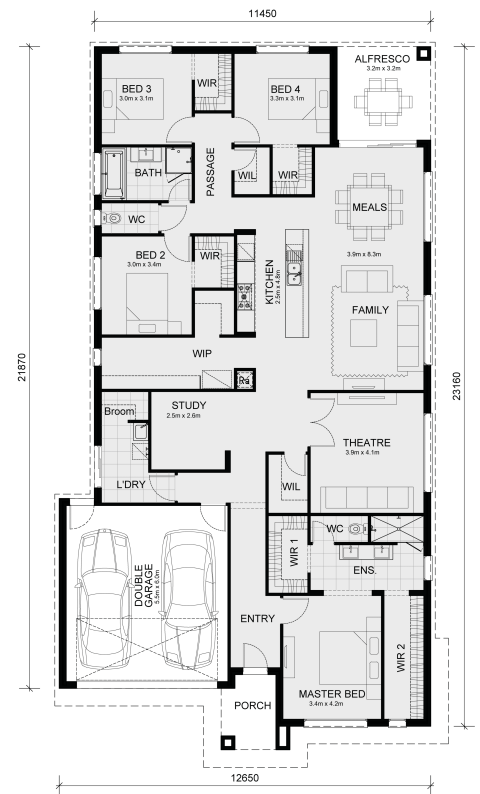 11450
ALFRESCO
3.2m x 3.2m
BED 3
3.0m x 3.1m
WIR
BED 4
3.3m x 3.1m
BATH
PASSAGE
WIL
WIR
WC
MEALS
BED 2
3.0m x 3.4m
WIR
KITCHEN
2.5m x 4.8m
3.9m x 8.3m
FAMILY
21870
23160
WIP
Broom
STUDY
2.5m x 2.6m
THEATRE
3.9m x 4.1m
L'DRY
WIL
WC
WIR 1
ENS.
DOUBLE
GARAGE
5.5m x 6.0m
ENTRY
WIR 2
MASTER BED
3.4m x 4.2m
PORCH
12650